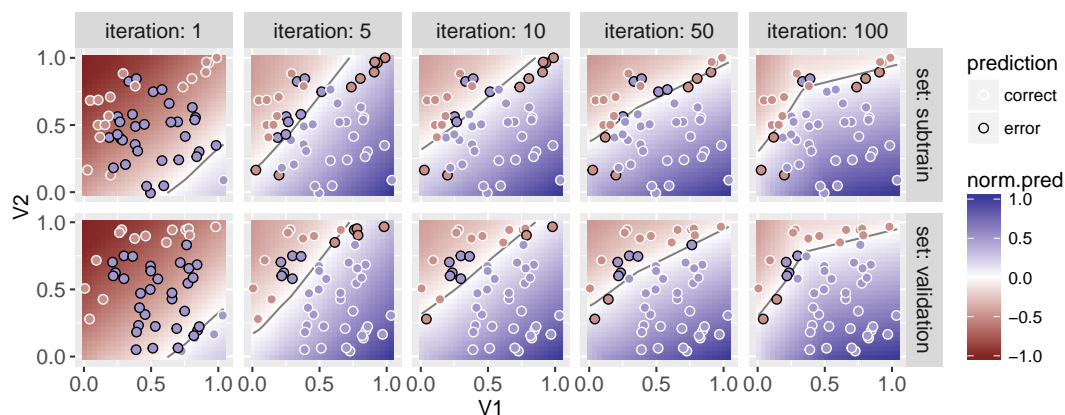 iteration: 1
iteration: 5
iteration: 10
iteration: 50
iteration: 100
1.0
0.5
0.0
set: subtrain
1.0
0.5
0.0
set: validation
V2
0.0 0.5 1.0
0.0 0.5 1.0
0.0 0.5 1.0
0.0 0.5 1.0
0.0 0.5 1.0
V1
prediction
correct
error
norm.pred
1.0
0.5
0.0
−0.5
−1.0